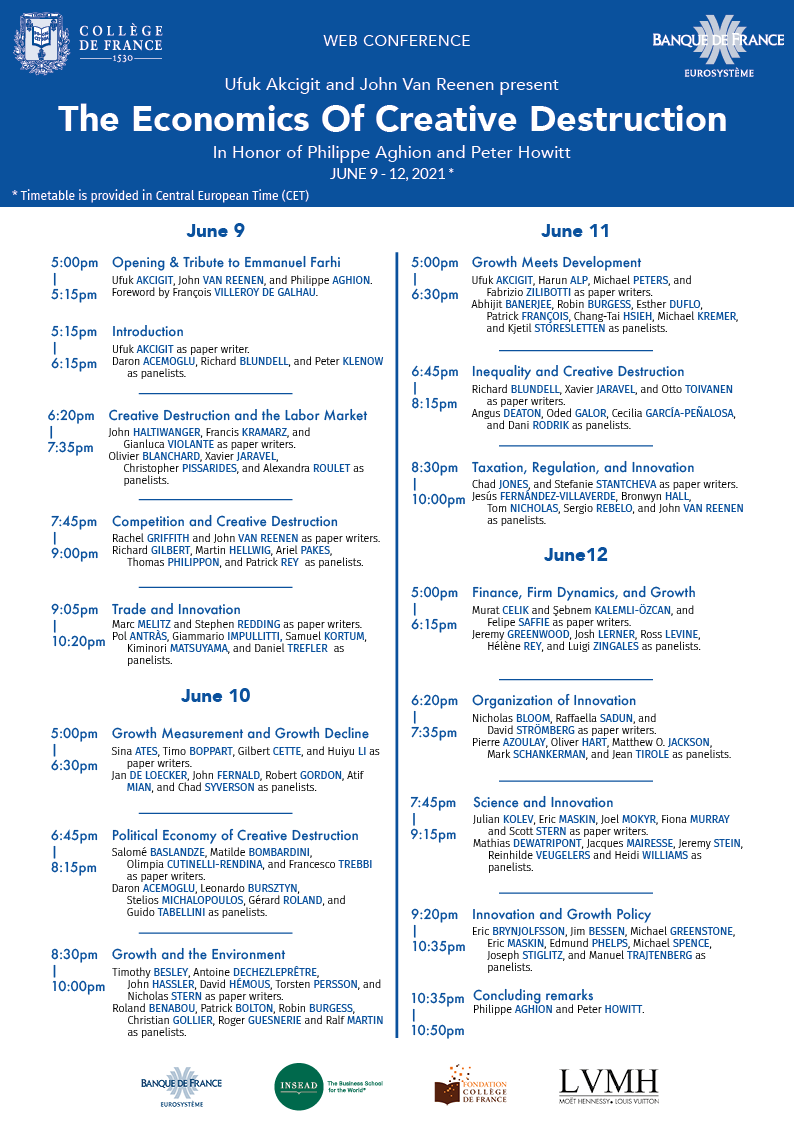 COLLÈGE
DE FRANCE
1530
WEB CONFERENCE
BANQUE DE FRANCE
EUROSYSTÈME
Ufuk Akcigit and John Van Reenen present
The Economics Of Creative Destruction
In Honor of Philippe Aghion and Peter Howitt
JUNE 9 - 12, 2021 *
* Timetable is provided in Central European Time (CET)
June 9
5:00pm
|
5:15pm
Opening & Tribute to Emmanuel Farhi
Ufuk AKCIGIT, John VAN REENEN, and Philippe AGHION.
Foreword by François VILLEROY DE GALHAU.
5:15pm
|
6:15pm
Introduction
Ufuk AKCIGIT as paper writer.
Daron ACEMOGLU, Richard BLUNDELL, and Peter KLENOW
as panelists.
6:20pm
|
7:35pm
Creative Destruction and the Labor Market
John HALTIWANGER, Francis KRAMARZ, and
Gianluca VIOLANTE as paper writers.
Olivier BLANCHARD, Xavier JARAVEL,
Christopher PISSARIDES, and Alexandra ROULET as
panelists.
7:45pm
|
9:00pm
Competition and Creative Destruction
Rachel GRIFFITH and John VAN REENEN as paper writers.
Richard GILBERT, Martin HELLWIG, Ariel PAKES,
Thomas PHILIPPON, and Patrick REY as panelists.
9:05pm
|
10:20pm
Trade and Innovation
Marc MELITZ and Stephen REDDING as paper writers.
Pol ANTRÀS, Giammario IMPULLITTI, Samuel KORTUM,
Kiminori MATSUYAMA, and Daniel TREFLER as
panelists.
June 10
5:00pm
|
6:30pm
Growth Measurement and Growth Decline
Sina ATES, Timo BOPPART, Gilbert CETTE, and Huiyu LI as
paper writers.
Jan DE LOECKER, John FERNALD, Robert GORDON, Atif
MIAN, and Chad SYVERSON as panelists.
6:45pm
|
8:15pm
Political Economy of Creative Destruction
Salomé BASLANDZE, Matilde BOMBARDINI,
Olimpia CUTINELLI-RENDINA, and Francesco TREBBI
as paper writers.
Daron ACEMOGLU, Leonardo BURSZTYN,
Stelios MICHALOPOULOS, Gérard ROLAND, and
Guido TABELLINI as panelists.
8:30pm
|
10:00pm
Growth and the Environment
Timothy BESLEY, Antoine DECHEZLEPRÊTRE,
John HASSLER, David HÉMOUS, Torsten PERSSON, and
Nicholas STERN as paper writers.
Roland BENABOU, Patrick BOLTON, Robin BURGESS,
Christian GOLLIER, Roger GUESNERIE and Ralf MARTIN
as panelists.
June 11
5:00pm
|
6:30pm
Growth Meets Development
Ufuk AKCIGIT, Harun ALP, Michael PETERS, and
Fabrizio ZILIBOTTI as paper writers.
Abhijit BANERJEE, Robin BURGESS, Esther DUFLO,
Patrick FRANÇOIS, Chang-Tai HSIEH, Michael KREMER,
and Kjetil STORESLETTEN as panelists.
6:45pm
|
8:15pm
Inequality and Creative Destruction
Richard BLUNDELL, Xavier JARAVEL, and Otto TOIVANEN
as paper writers.
Angus DEATON, Oded GALOR, Cecilia GARCÍA-PEÑALOSA,
and Dani RODRIK as panelists.
8:30pm
|
10:00pm
Taxation, Regulation, and Innovation
Chad JONES, and Stefanie STANTCHEVA as paper writers.
Jesús FERNÁNDEZ-VILLAVERDE, Bronwyn HALL,
Tom NICHOLAS, Sergio REBELO, and John VAN REENEN
as panelists.
June12
5:00pm
|
6:15pm
Finance, Firm Dynamics, and Growth
Murat CELIK and Şebnem KALEMLI-ÖZCAN, and
Felipe SAFFIE as paper writers.
Jeremy GREENWOOD, Josh LERNER, Ross LEVINE,
Hélène REY, and Luigi ZINGALES as panelists.
6:20pm
|
7:35pm
Organization of Innovation
Nicholas BLOOM, Raffaella SADUN, and
David STRÖMBERG as paper writers.
Pierre AZOULAY, Oliver HART, Matthew O. JACKSON,
Mark SCHANKERMAN, and Jean TIROLE as panelists.
7:45pm
|
9:15pm
Science and Innovation
Julian KOLEV, Eric MASKIN, Joel MOKYR, Fiona MURRAY
and Scott STERN as paper writers.
Mathias DEWATRIPONT, Jacques MAIRESSE, Jeremy STEIN,
Reinhilde VEUGELERS and Heidi WILLIAMS as
panelists.
9:20pm
|
10:35pm
Innovation and Growth Policy
Eric BRYNJOLFSSON, Jim BESSEN, Michael GREENSTONE,
Eric MASKIN, Edmund PHELPS, Michael SPENCE,
Joseph STIGLITZ, and Manuel TRAJTENBERG as
panelists.
10:35pm
|
10:50pm
Concluding remarks
Philippe AGHION and Peter HOWITT.
BANQUE DE FRANCE
EUROSYSTÈME
INSEAD
The Business School
for the World®
FONDATION
COLLÈGE
DE FRANCE
LVMH
MOËT HENNESSY • LOUIS VUITTON